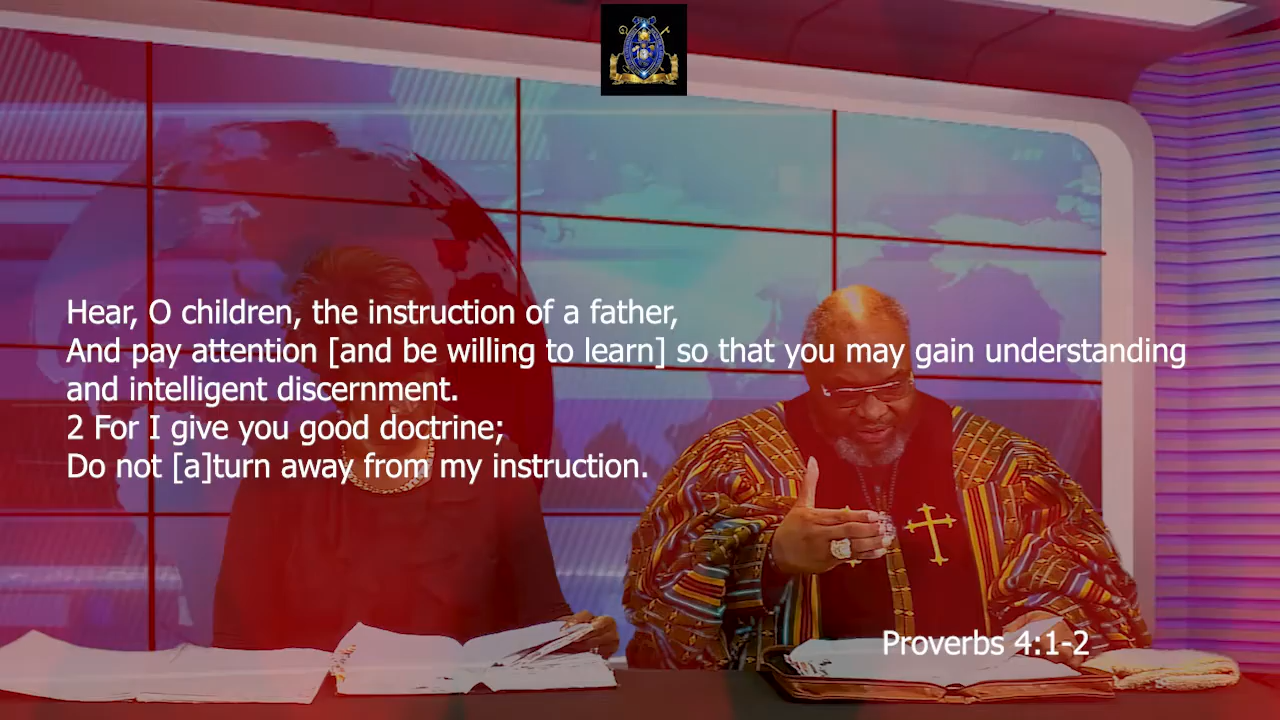 Hear, O children, the instruction of a father,
And pay attention [and be willing to learn] so that you may gain understanding
and intelligent discernment.
2 For I give you good doctrine;
Do not [a]turn away from my instruction.
Proverbs 4:1-2